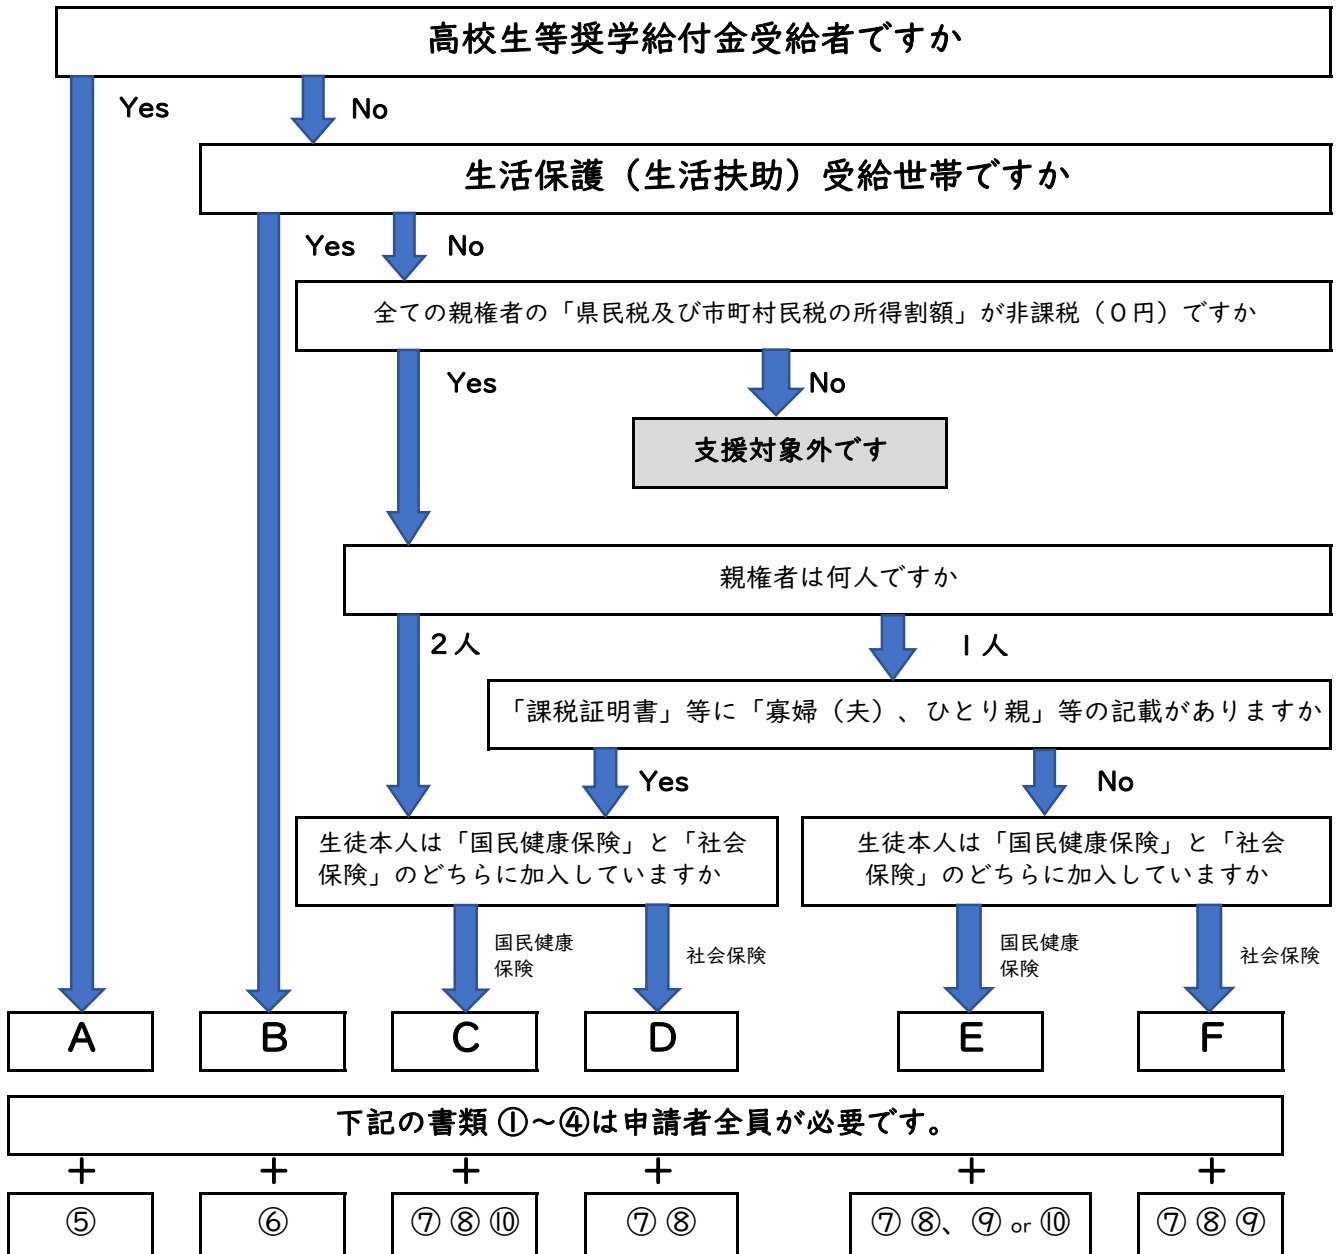 高校生等奨学給付金受給者ですか
Yes
No
生活保護（生活扶助）受給世帯ですか
Yes
No
全ての親権者の「県民税及び市町村民税の所得割額」が非課税（０円）ですか
Yes
No
支援対象外です
親権者は何人ですか
２人
１人
「課税証明書」等に「寡婦（夫）、ひとり親」等の記載がありますか
Yes
No
生徒本人は「国民健康保険」と「社会
保険」のどちらに加入していますか
生徒本人は「国民健康保険」と「社会
保険」のどちらに加入していますか
国民健康
保険
社会保険
国民健康
保険
社会保険
A
B
C
D
E
F
下記の書類 ①～④は申請者全員が必要です。
＋
＋
＋
＋
＋
＋
⑤
⑥
⑦ ⑧ ⑩
⑦ ⑧
⑦ ⑧、⑨ or ⑩
⑦ ⑧ ⑨